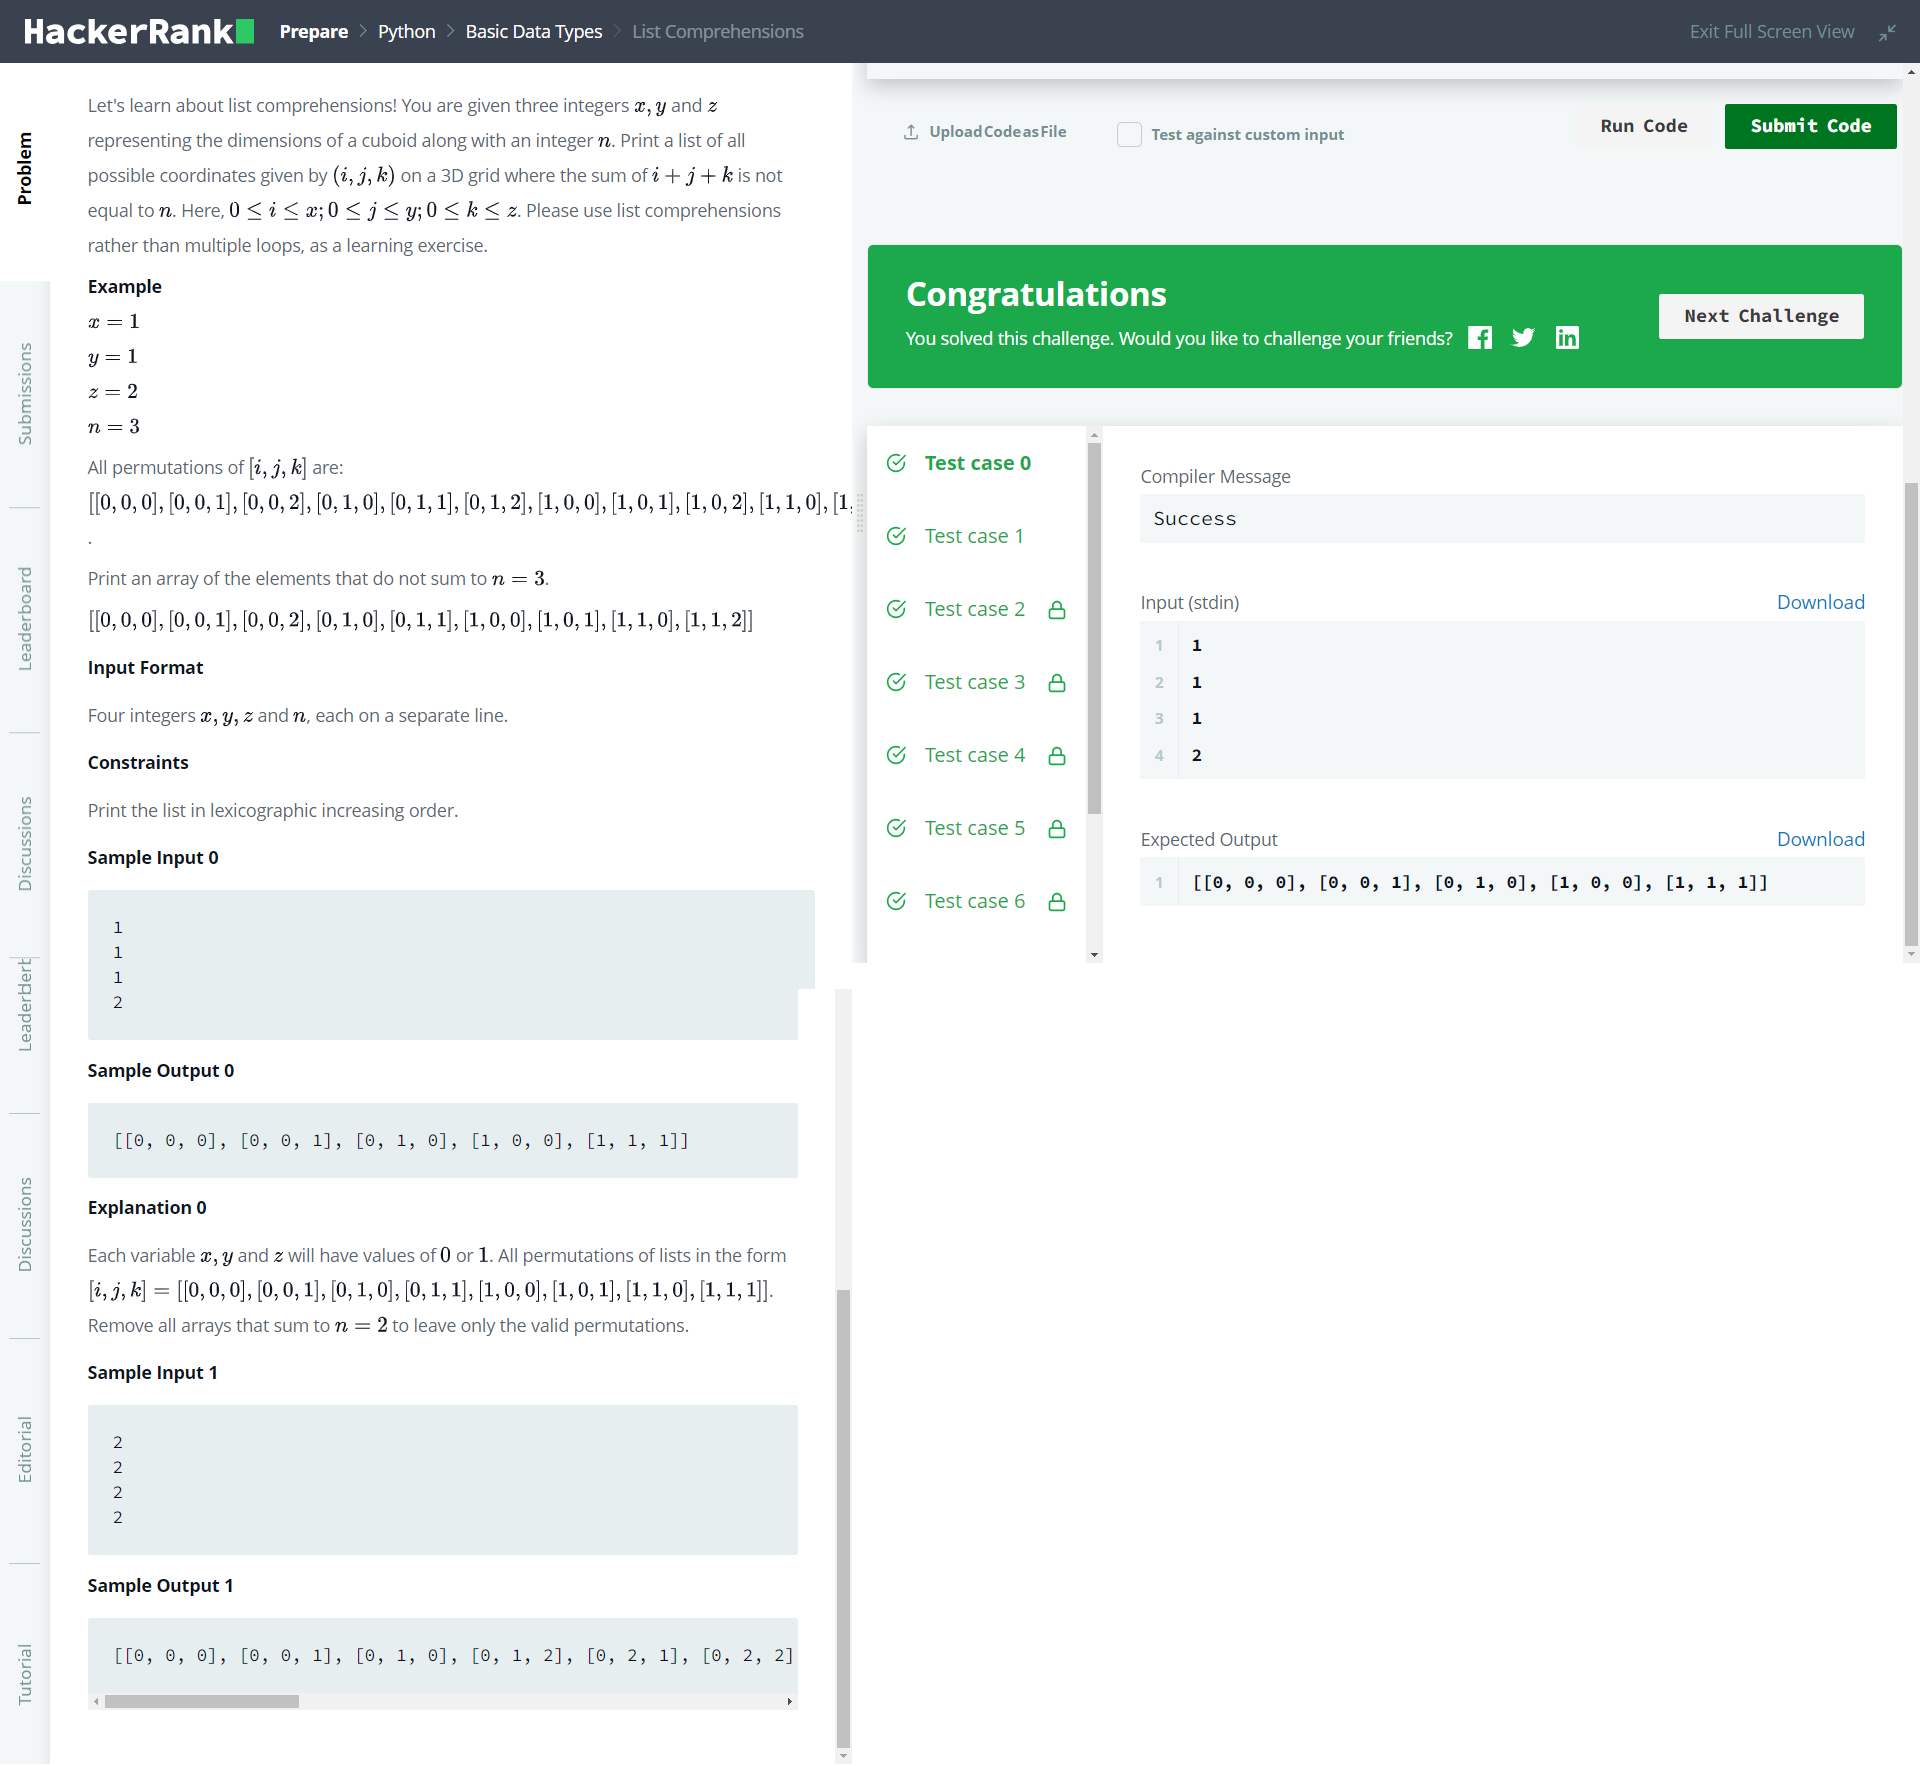 HackerRank
Prepare > Python > Basic Data Types > List Comprehensions
Exit Full Screen View
Problem
Submissions
Leaderboard
Discussions
Discussions
Editorial
Tutorial
Let's learn about list comprehensions! You are given three integers x, y and z
representing the dimensions of a cuboid along with an integer n. Print a list of all
possible coordinates given by (i, j, k) on a 3D grid where the sum of i + j + k is not
equal to n. Here, 0 ≤ i ≤ x; 0 ≤ j ≤ y; 0 ≤ k ≤ z. Please use list comprehensions
rather than multiple loops, as a learning exercise.
Example
x = 1
y = 1
z = 2
n = 3
All permutations of [i, j, k] are:
[[0, 0, 0], [0, 0, 1], [0, 0, 2], [0, 1, 0], [0, 1, 1], [0, 1, 2], [1, 0, 0], [1, 0, 1], [1, 0, 2], [1, 1, 0], [1,
.
Print an array of the elements that do not sum to n = 3.
[[0, 0, 0], [0, 0, 1], [0, 0, 2], [0, 1, 0], [0, 1, 1], [1, 0, 0], [1, 0, 1], [1, 1, 0], [1, 1, 2]]
Input Format
Four integers x, y, z and n, each on a separate line.
Constraints
Print the list in lexicographic increasing order.
Sample Input 0
1
1
1
2
Sample Output 0
[[0, 0, 0], [0, 0, 1], [0, 1, 0], [1, 0, 0], [1, 1, 1]]
Explanation 0
Each variable x, y and z will have values of 0 or 1. All permutations of lists in the form
[i, j, k] = [[0, 0, 0], [0, 0, 1], [0, 1, 0], [0, 1, 1], [1, 0, 0], [1, 0, 1], [1, 1, 0], [1, 1, 1]].
Remove all arrays that sum to n = 2 to leave only the valid permutations.
Sample Input 1
2
2
2
2
Sample Output 1
[[0, 0, 0], [0, 0, 1], [0, 1, 0], [0, 1, 2], [0, 2, 1], [0, 2, 2]
Upload Code as File
Test against custom input
Run Code
Submit Code
Congratulations
You solved this challenge. Would you like to challenge your friends?
Next Challenge
Test case 0
Test case 1
Test case 2
Test case 3
Test case 4
Test case 5
Test case 6
Compiler Message
Success
Input (stdin)
Download
1 1
2 1
3 1
4 2
Expected Output
Download
1 [[0, 0, 0], [0, 0, 1], [0, 1, 0], [1, 0, 0], [1, 1, 1]]